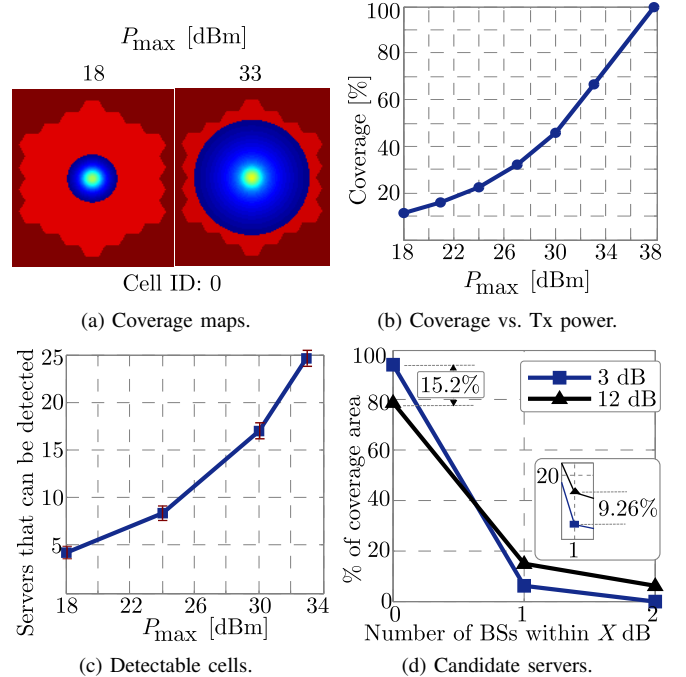 P_max [dBm]
18 33
Cell ID: 0
(a) Coverage maps.
Coverage [%]
100
80
60
40
20
18 22 26 30 34 38
P_max [dBm]
(b) Coverage vs. Tx power.
Servers that can be detected
25
20
15
10
5
18 22 26 30 34
P_max [dBm]
(c) Detectable cells.
% of coverage area
100
80
60
40
20
0
15.2%
3 dB
12 dB
20
9.26%
1
0 1 2
Number of BSs within X dB
(d) Candidate servers.